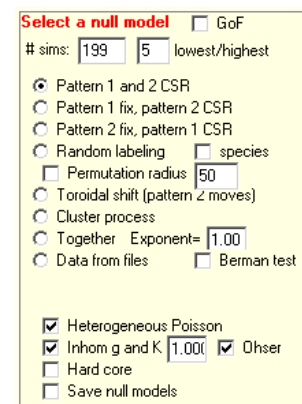 Select a null model GoF
# sims: 199 5 lowest/highest
Pattern 1 and 2 CSR
Pattern 1 fix, pattern 2 CSR
Pattern 2 fix, pattern 1 CSR
Random labeling species
Permutation radius 50
Toroidal shift (pattern 2 moves)
Cluster process
Together Exponent= 1.00
Data from files Berman test
Heterogeneous Poisson
Inhom g and K 1.000 Ohser
Hard core
Save null models